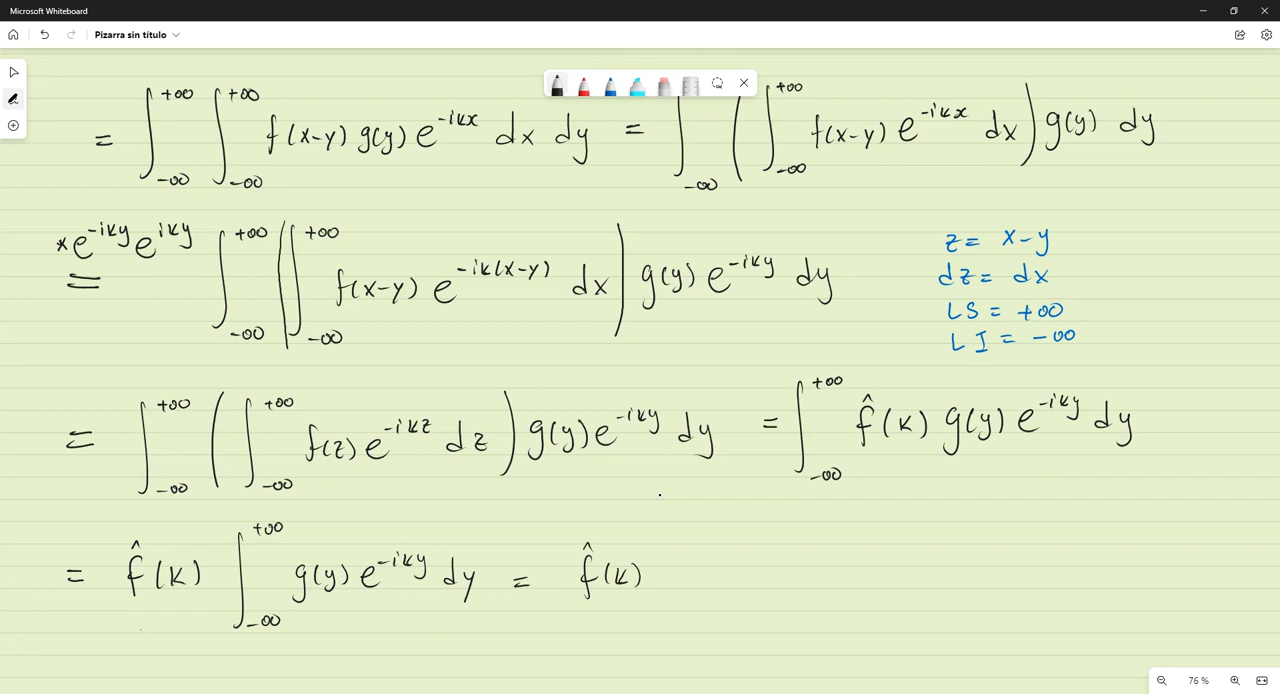 Microsoft Whiteboard
Pizarra sin título
= ∫_{-∞}^{+∞} ∫_{-∞}^{+∞} f(x-y) g(y) e^{-ikx} dx dy = ∫_{-∞} ( ∫_{-∞}^{+∞} f(x-y) e^{-ikx} dx ) g(y) dy
*e^{-iky} e^{iky}
= ∫_{-∞}^{+∞} ( ∫_{-∞}^{+∞} f(x-y) e^{-ik(x-y)} dx ) g(y) e^{-iky} dy
z = x-y
dz = dx
LS = +∞
LI = -∞
= ∫_{-∞}^{+∞} ( ∫_{-∞}^{+∞} f(z) e^{-ikz} dz ) g(y) e^{-iky} dy = ∫_{-∞}^{+∞} f̂(k) g(y) e^{-iky} dy
= f̂(k) ∫_{-∞}^{+∞} g(y) e^{-iky} dy = f̂(k)
76 %